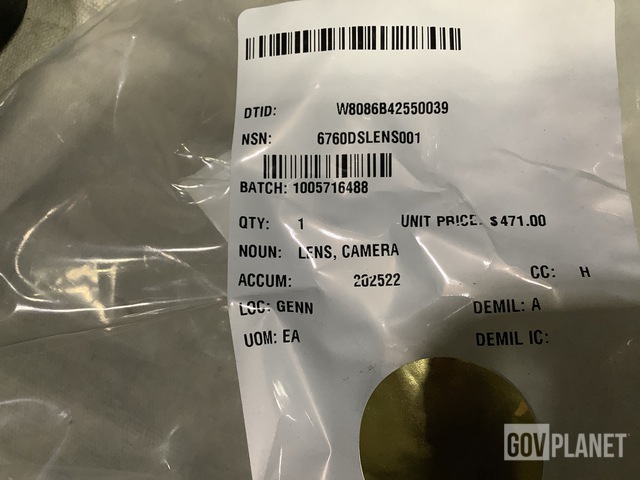 DTID: W8086B42550039
NSN: 6760DSLENS001
BATCH: 1005716488
QTY: 1 UNIT PRICE: $471.00
NOUN: LENS, CAMERA
ACCUM: 202522 CC: H
LOC: GENN DEMIL: A
UOM: EA DEMIL IC:
GOVPLANET